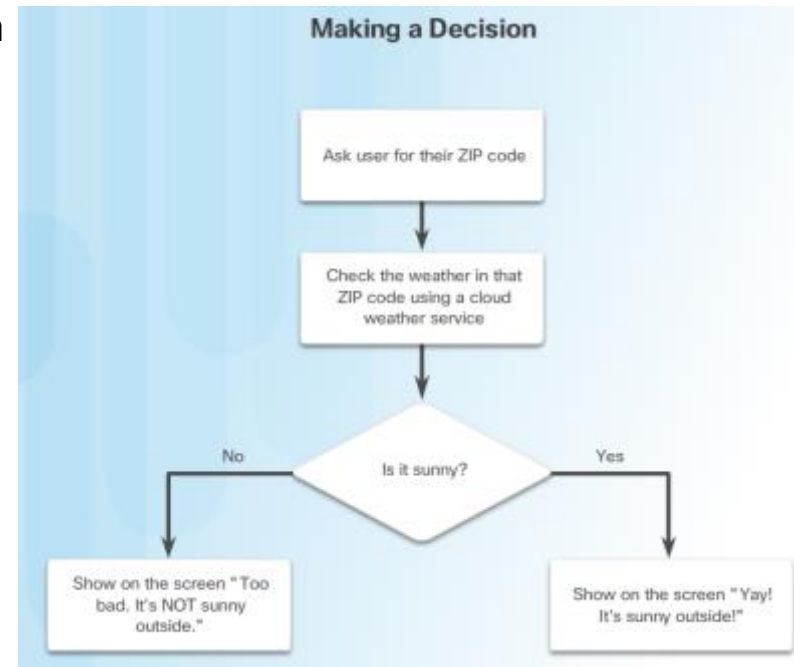 Making a Decision
Ask user for their ZIP code
Check the weather in that
ZIP code using a cloud
weather service
Is it sunny?
No
Yes
Show on the screen "Too
bad. It's NOT sunny
outside."
Show on the screen "Yay!
It's sunny outside!"